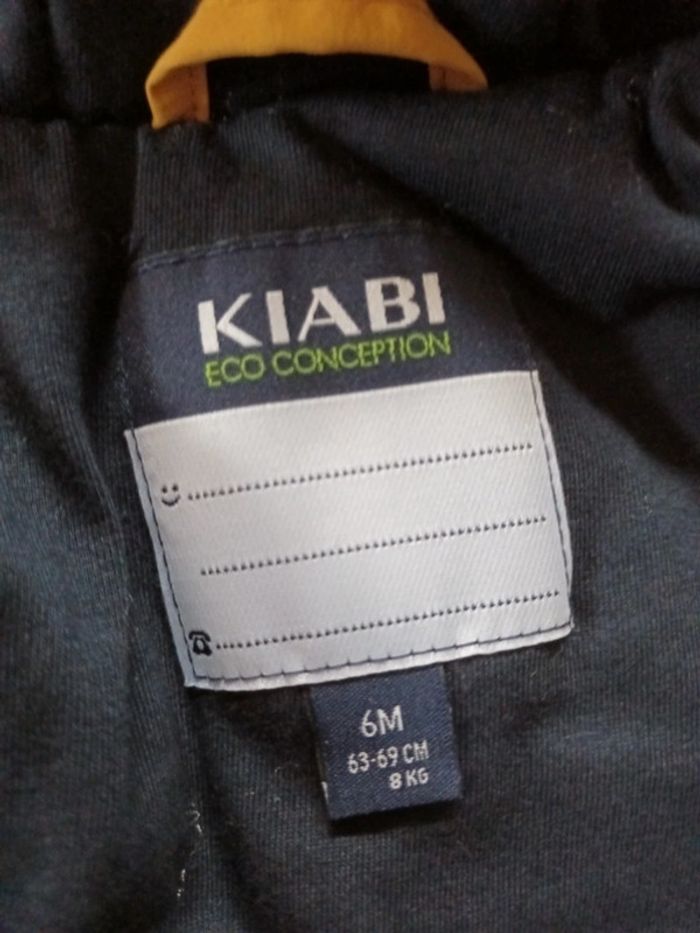 KIABI
ECO CONCEPTION
6M
63-69 CM
8 KG